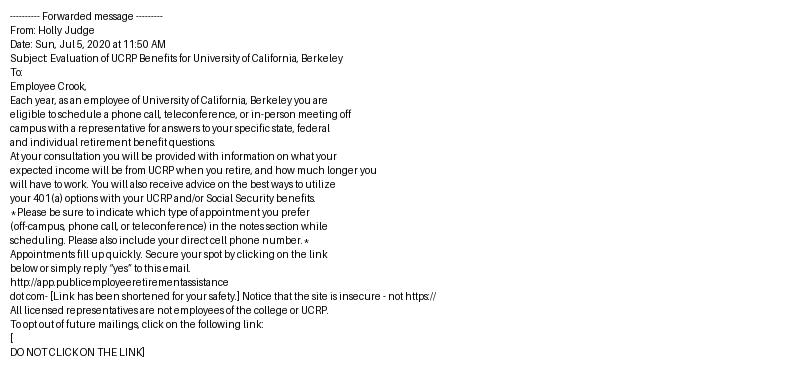 ---------- Forwarded message ---------
From: Holly Judge
Date: Sun, Jul 5, 2020 at 11:50 AM
Subject: Evaluation of UCRP Benefits for University of California, Berkeley
To:
Employee Crook,
Each year, as an employee of University of California, Berkeley you are
eligible to schedule a phone call, teleconference, or in-person meeting off
campus with a representative for answers to your specific state, federal
and individual retirement benefit questions.
At your consultation you will be provided with information on what your
expected income will be from UCRP when you retire, and how much longer you
will have to work. You will also receive advice on the best ways to utilize
your 401(a) options with your UCRP and/or Social Security benefits.
*Please be sure to indicate which type of appointment you prefer
(off-campus, phone call, or teleconference) in the notes section while
scheduling. Please also include your direct cell phone number.*
Appointments fill up quickly. Secure your spot by clicking on the link
below or simply reply “yes” to this email.
http://app.publicemployeeretirementassistance
dot com- [Link has been shortened for your safety.] Notice that the site is insecure - not https://
All licensed representatives are not employees of the college or UCRP.
To opt out of future mailings, click on the following link:
[
DO NOT CLICK ON THE LINK]